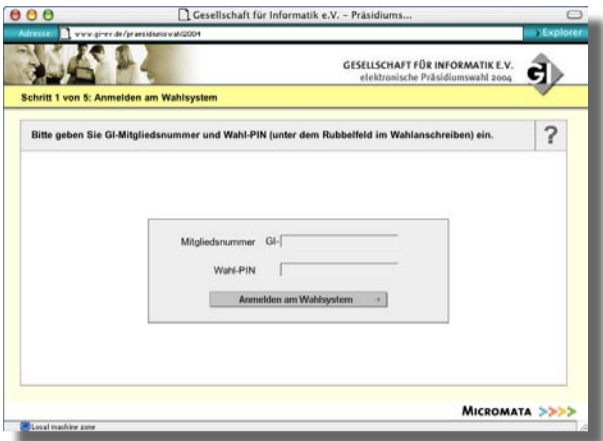 Gesellschaft für Informatik e.V. – Präsidiums...
Adresse: www.gi-ev.de/praesidiumswahl2004
Explorer
GESELLSCHAFT FÜR INFORMATIK E.V.
elektronische Präsidiumswahl 2004
GI
Schritt 1 von 5: Anmelden am Wahlsystem
Bitte geben Sie GI-Mitgliedsnummer und Wahl-PIN (unter dem Rubbelfeld im Wahlanschreiben) ein.
?
Mitgliedsnummer GI-
Wahl-PIN
Anmelden am Wahlsystem
MICROMATA
Local machine zone